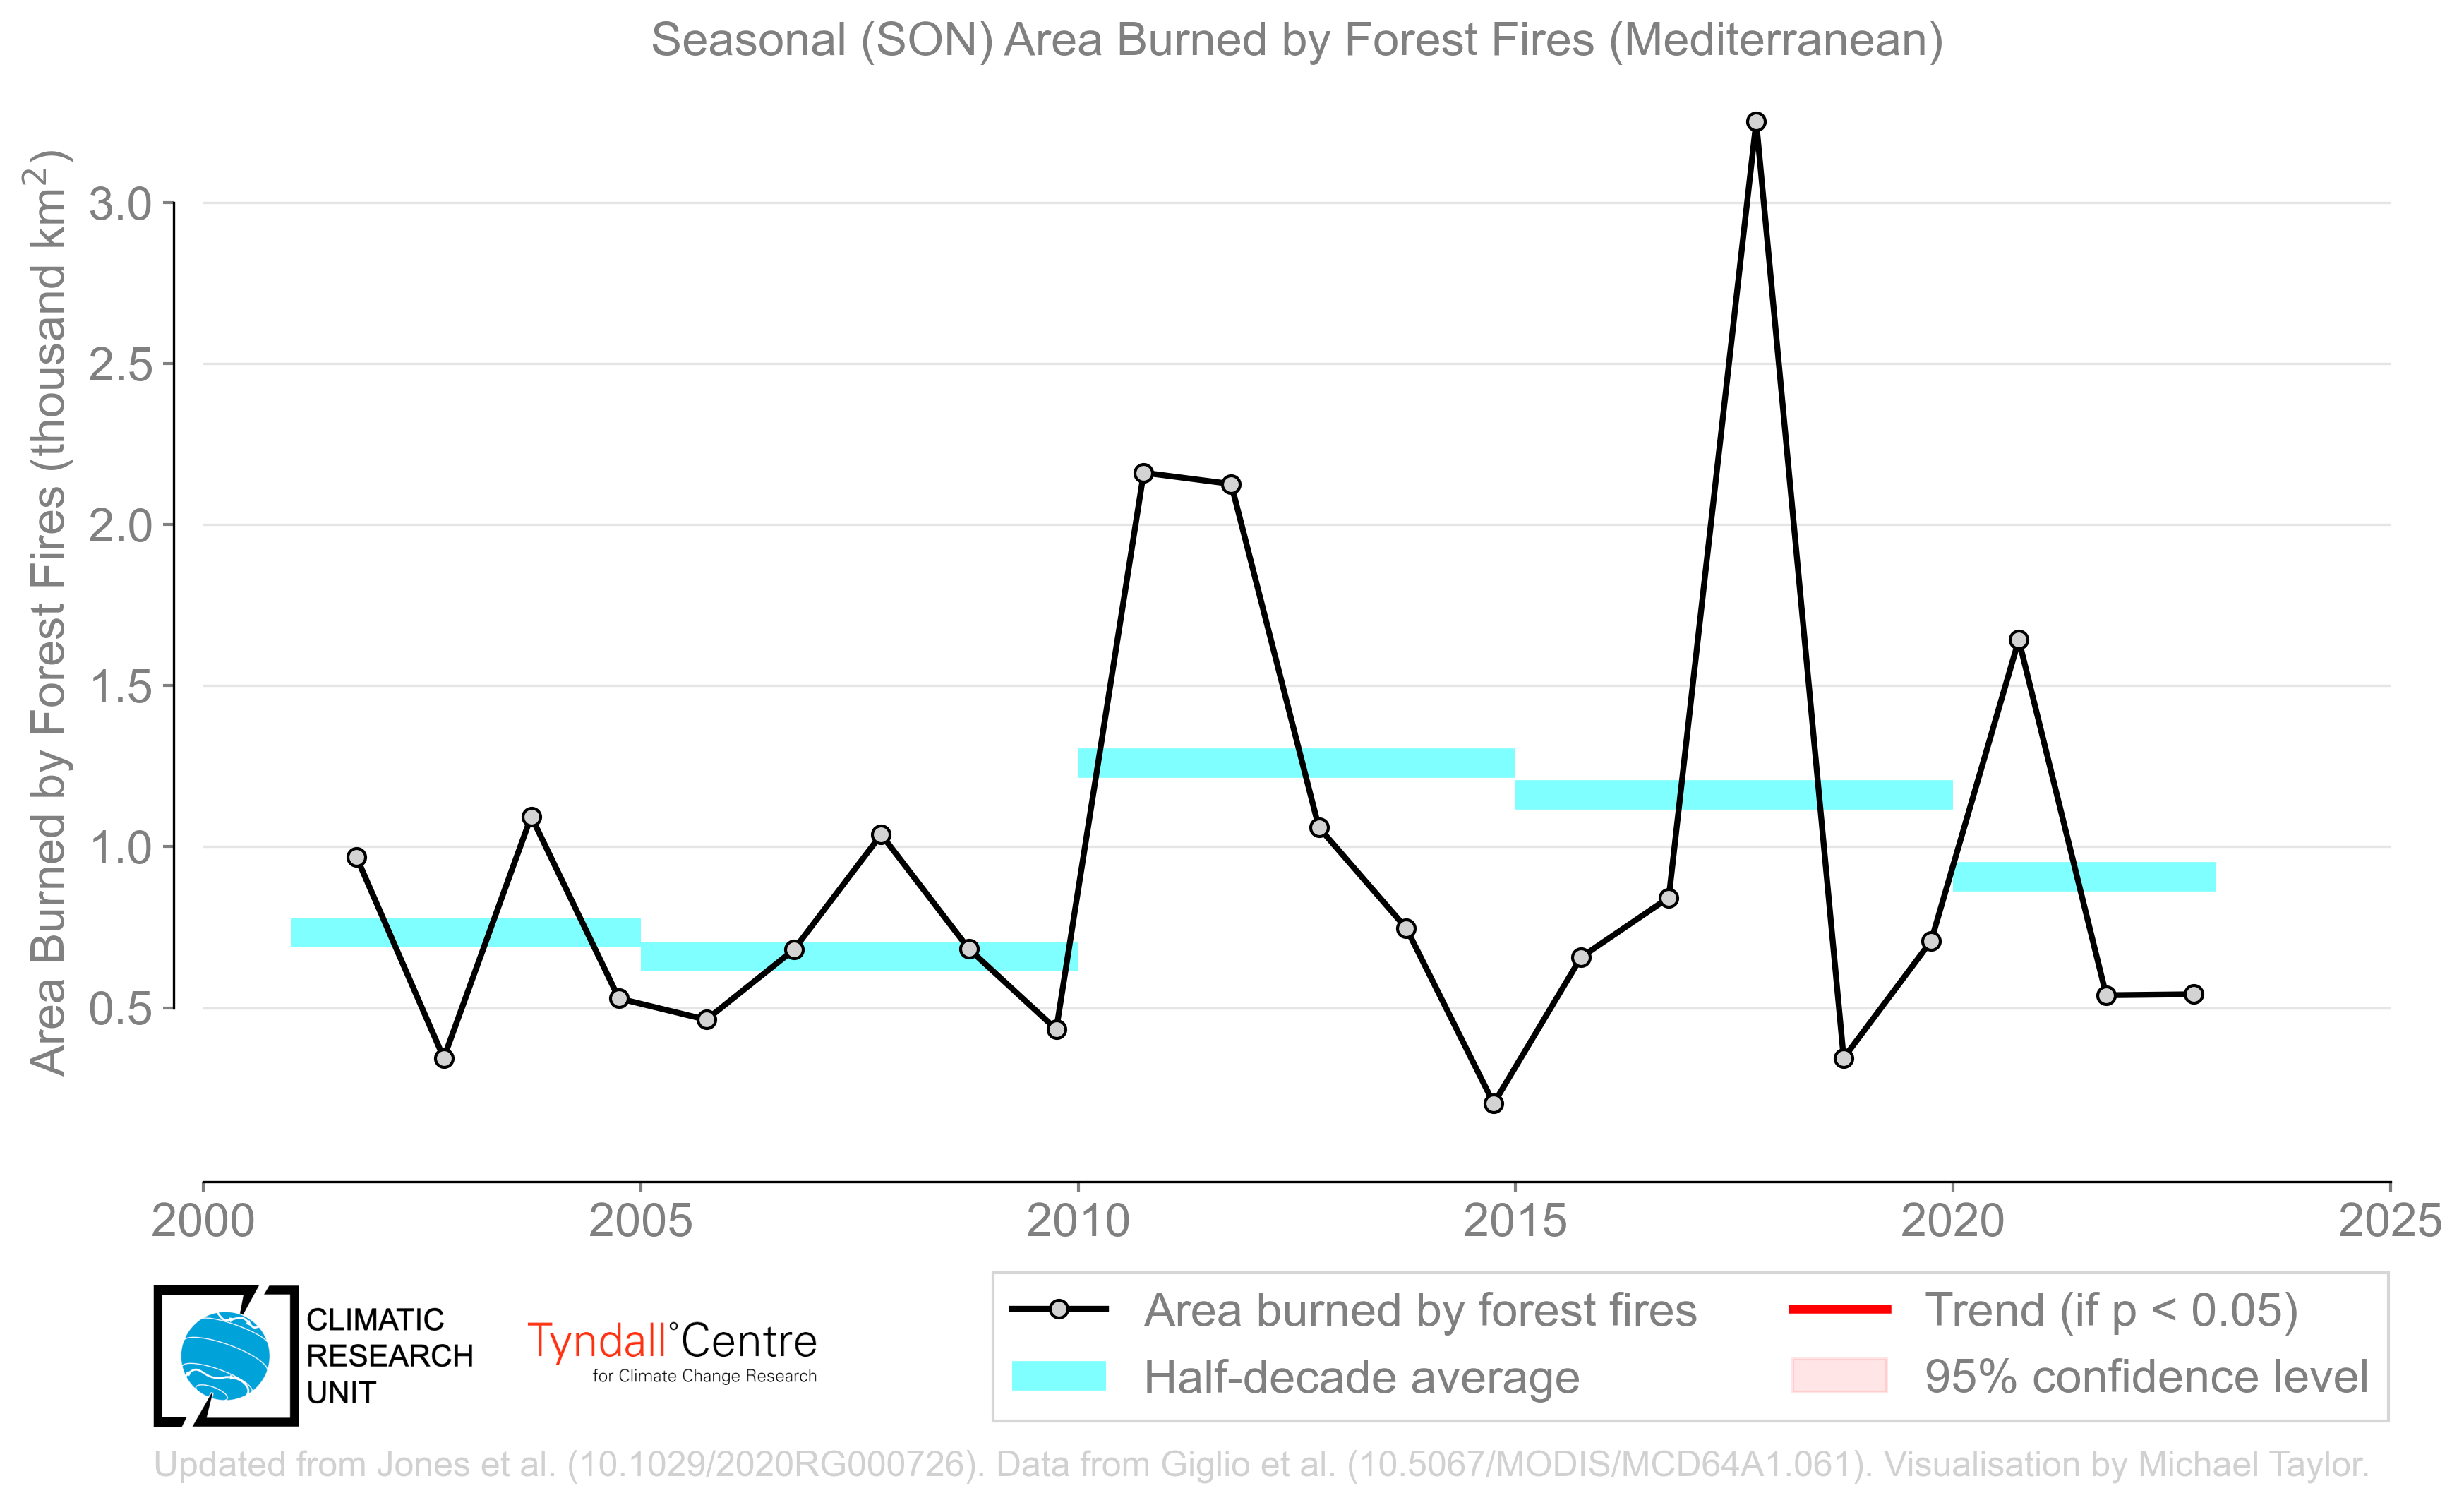 Seasonal (SON) Area Burned by Forest Fires (Mediterranean)
Area Burned by Forest Fires (thousand km²)
3.0
2.5
2.0
1.5
1.0
0.5
2000 2005 2010 2015 2020 2025
Area burned by forest fires
Half-decade average
Trend (if p < 0.05)
95% confidence level
CLIMATIC
RESEARCH
UNIT
Tyndall°Centre
for Climate Change Research
Updated from Jones et al. (10.1029/2020RG000726). Data from Giglio et al. (10.5067/MODIS/MCD64A1.061). Visualisation by Michael Taylor.